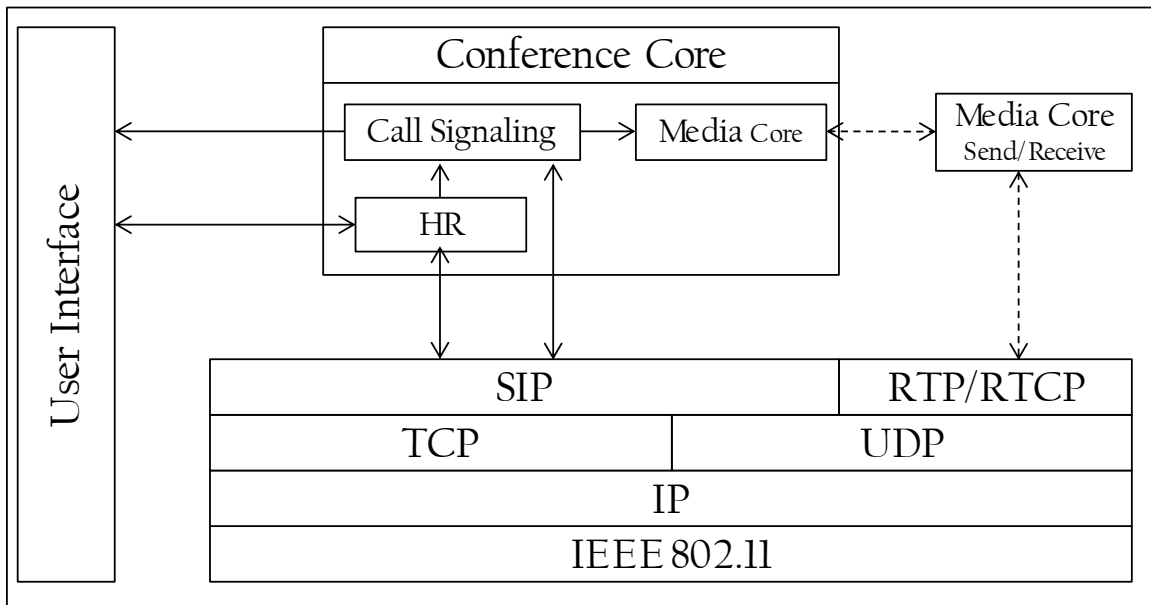 User Interface
Conference Core
Call Signaling
Media Core
Media Core
Send/Receive
HR
SIP
RTP/RTCP
TCP
UDP
IP
IEEE 802.11